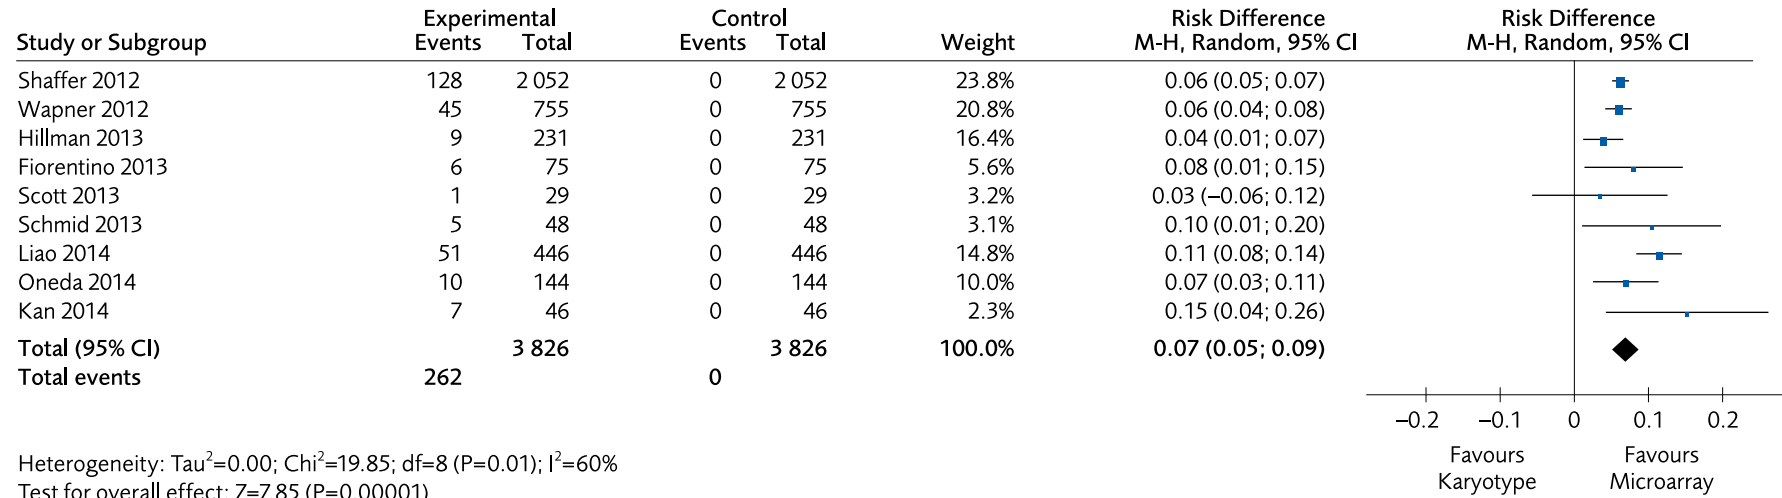 Experimental Control Risk Difference Risk Difference
Study or Subgroup Events Total Events Total Weight M-H, Random, 95% CI M-H, Random, 95% CI
Shaffer 2012 128 2 052 0 2 052 23.8% 0.06 (0.05; 0.07)
Wapner 2012 45 755 0 755 20.8% 0.06 (0.04; 0.08)
Hillman 2013 9 231 0 231 16.4% 0.04 (0.01; 0.07)
Fiorentino 2013 6 75 0 75 5.6% 0.08 (0.01; 0.15)
Scott 2013 1 29 0 29 3.2% 0.03 (−0.06; 0.12)
Schmid 2013 5 48 0 48 3.1% 0.10 (0.01; 0.20)
Liao 2014 51 446 0 446 14.8% 0.11 (0.08; 0.14)
Oneda 2014 10 144 0 144 10.0% 0.07 (0.03; 0.11)
Kan 2014 7 46 0 46 2.3% 0.15 (0.04; 0.26)
Total (95% CI) 3 826 3 826 100.0% 0.07 (0.05; 0.09)
Total events 262 0
−0.2 −0.1 0 0.1 0.2
Favours Favours
Karyotype Microarray
Heterogeneity: Tau²=0.00; Chi²=19.85; df=8 (P=0.01); I²=60%
Test for overall effect: Z=7.85 (P=0.00001)